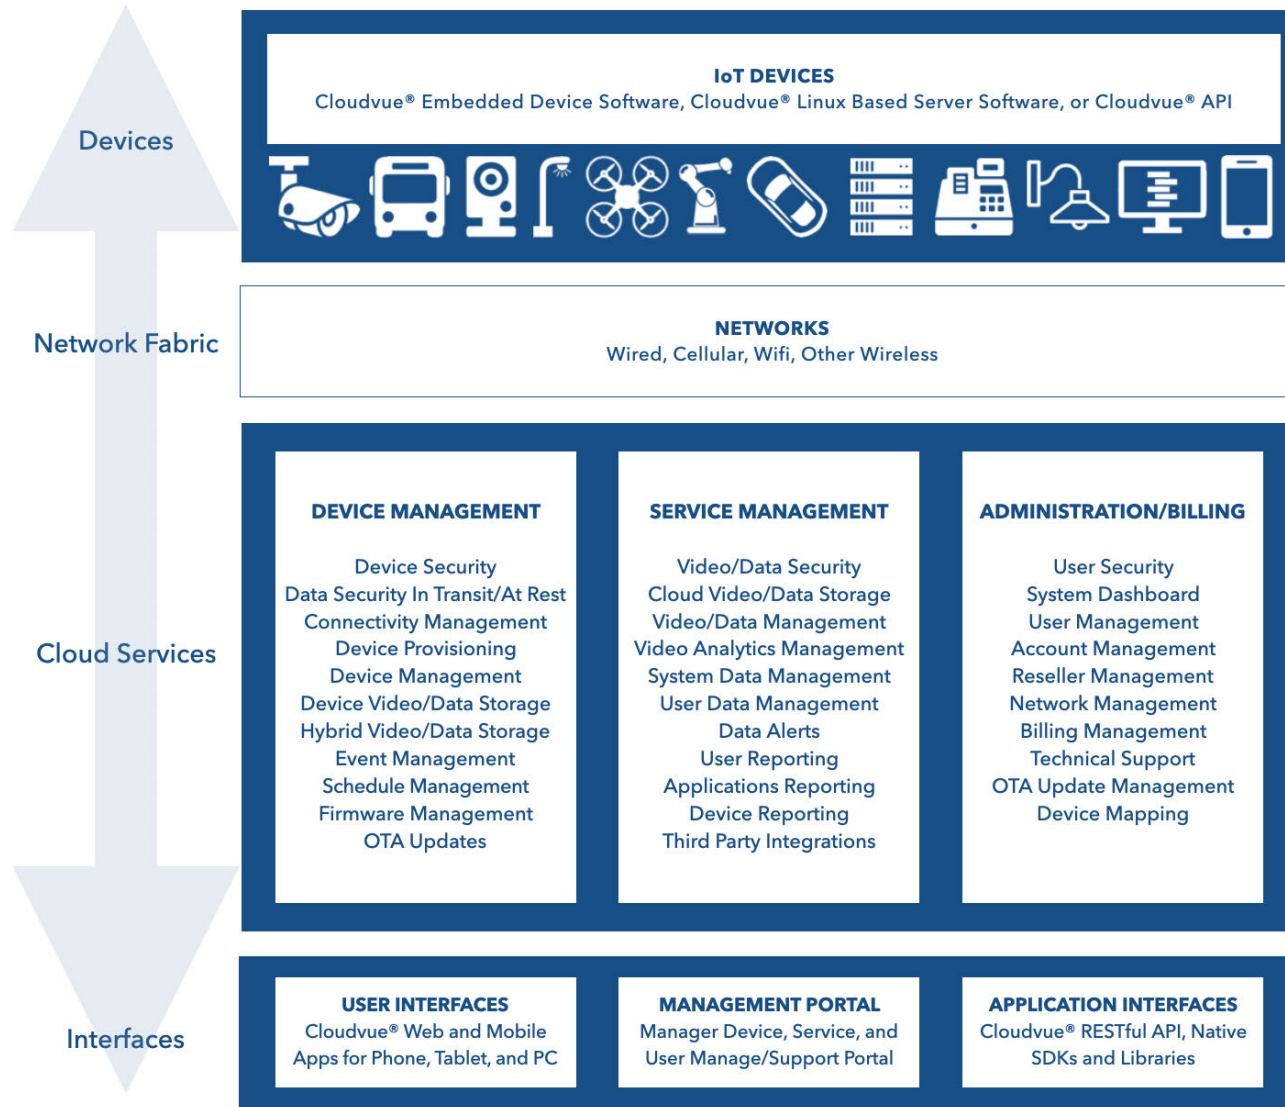 Devices
IoT DEVICES
Cloudvue® Embedded Device Software, Cloudvue® Linux Based Server Software, or Cloudvue® API
Network Fabric
NETWORKS
Wired, Cellular, Wifi, Other Wireless
Cloud Services
DEVICE MANAGEMENT
Device Security
Data Security In Transit/At Rest
Connectivity Management
Device Provisioning
Device Management
Device Video/Data Storage
Hybrid Video/Data Storage
Event Management
Schedule Management
Firmware Management
OTA Updates
SERVICE MANAGEMENT
Video/Data Security
Cloud Video/Data Storage
Video/Data Management
Video Analytics Management
System Data Management
User Data Management
Data Alerts
User Reporting
Applications Reporting
Device Reporting
Third Party Integrations
ADMINISTRATION/BILLING
User Security
System Dashboard
User Management
Account Management
Reseller Management
Network Management
Billing Management
Technical Support
OTA Update Management
Device Mapping
Interfaces
USER INTERFACES
Cloudvue® Web and Mobile
Apps for Phone, Tablet, and PC
MANAGEMENT PORTAL
Manager Device, Service, and
User Manage/Support Portal
APPLICATION INTERFACES
Cloudvue® RESTful API, Native
SDKs and Libraries